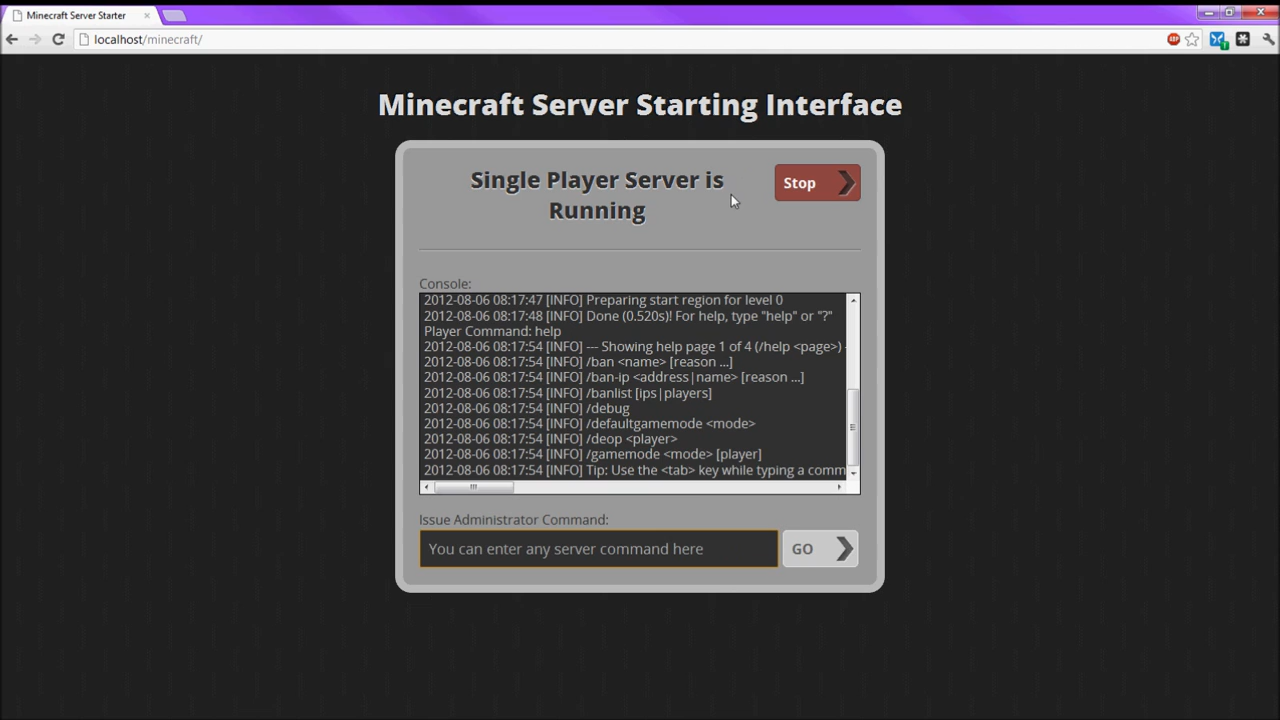 Minecraft Server Starter
localhost/minecraft/
Minecraft Server Starting Interface
Single Player Server is
Running
Stop
Console:
2012-08-06 08:17:47 [INFO] Preparing start region for level 0
2012-08-06 08:17:48 [INFO] Done (0.520s)! For help, type "help" or "?"
Player Command: help
2012-08-06 08:17:54 [INFO] --- Showing help page 1 of 4 (/help <page>) -
2012-08-06 08:17:54 [INFO] /ban <name> [reason ...]
2012-08-06 08:17:54 [INFO] /ban-ip <address|name> [reason ...]
2012-08-06 08:17:54 [INFO] /banlist [ips|players]
2012-08-06 08:17:54 [INFO] /debug
2012-08-06 08:17:54 [INFO] /defaultgamemode <mode>
2012-08-06 08:17:54 [INFO] /deop <player>
2012-08-06 08:17:54 [INFO] /gamemode <mode> [player]
2012-08-06 08:17:54 [INFO] Tip: Use the <tab> key while typing a comm
Issue Administrator Command:
You can enter any server command here
GO